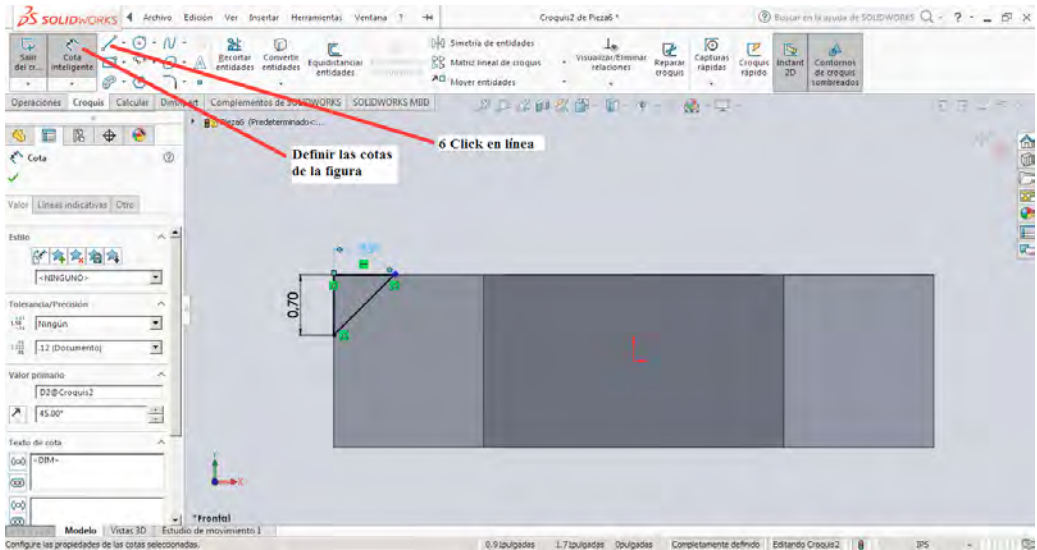 SOLIDWORKS Archivo Edición Ver Insertar Herramientas Ventana ? Croquis2 de Pieza6 * Buscar en la ayuda de SOLIDWORKS
Salir del cr... Cota inteligente Recortar entidades Convertir entidades Equidistanciar entidades Simetría de entidades
Matriz lineal de croquis
Mover entidades
Visualizar/Eliminar relaciones Reparar croquis Capturas rápidas Croquis rápido Instant 2D Contornos de croquis sombreados
Operaciones Croquis Calcular DimXpert Complementos de SOLIDWORKS SOLIDWORKS MBD
Pieza6 (Predeterminado<...
6 Click en línea
Definir las cotas
de la figura
Cota
Valor Líneas indicativas Otro
Estilo
<NINGUNO>
Tolerancia/Precisión
Ningún
.12 (Documento)
Valor primario
D2@Croquis2
45.00°
Texto de cota
<DIM>
0,70
X
*Frontal
Modelo Vistas 3D Estudio de movimiento 1
Configure las propiedades de las cotas seleccionadas. 0.91pulgadas 1.71pulgadas 0pulgadas Completamente definido Editando Croquis2 IPS